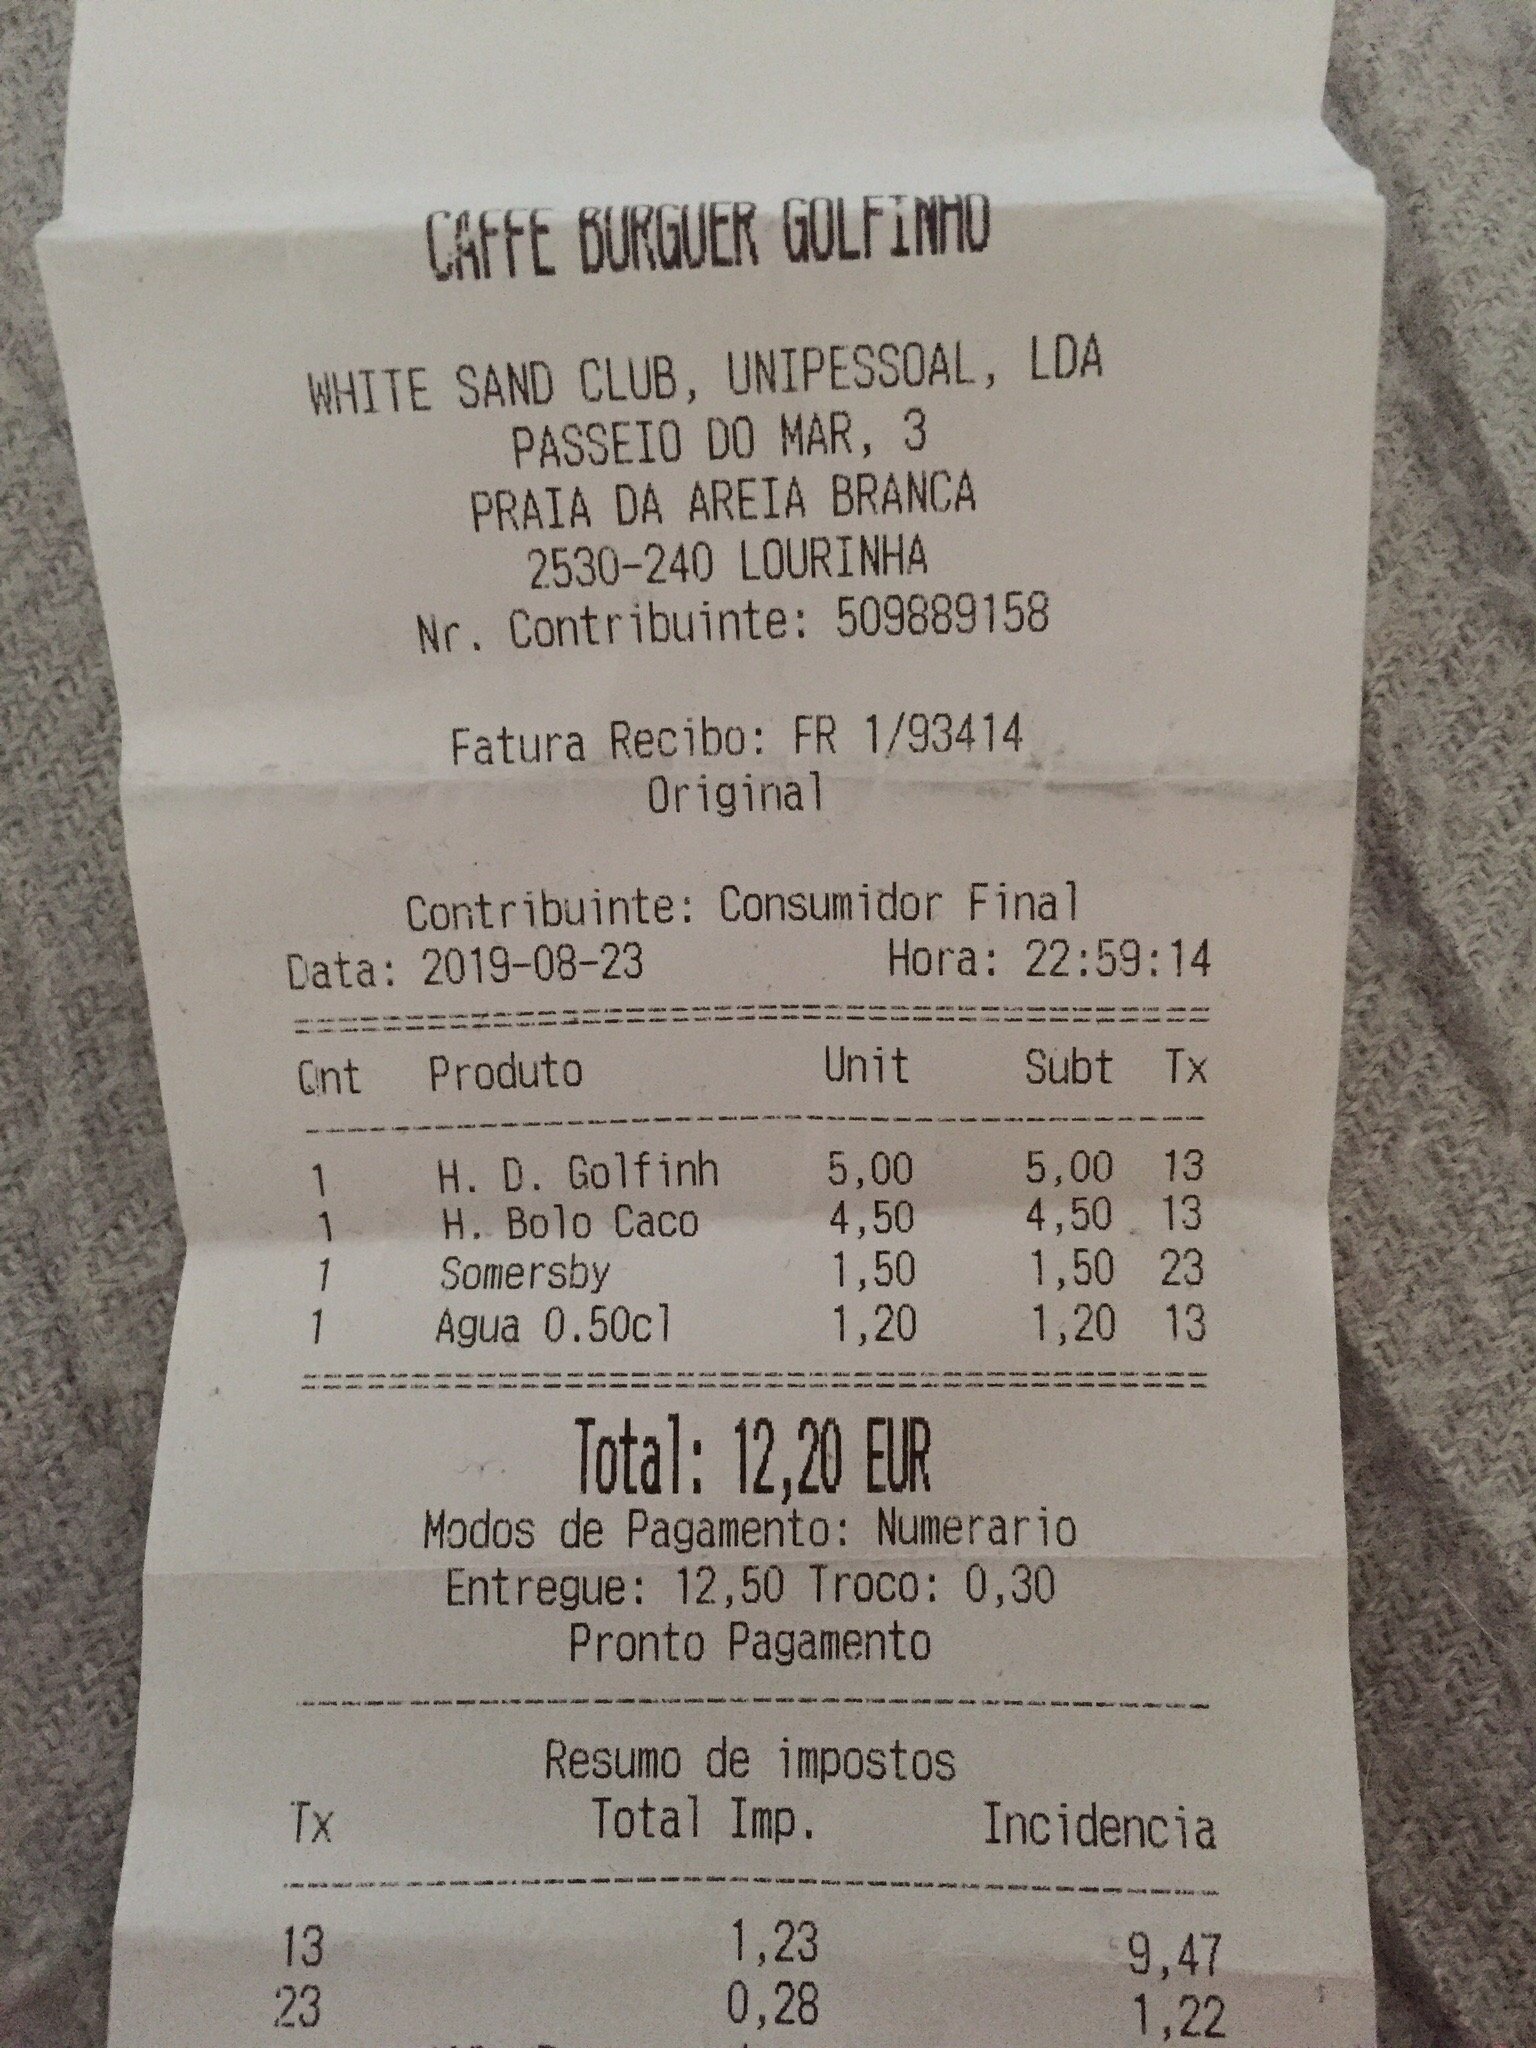 CAFFE BURGUER GOLFINHO
WHITE SAND CLUB, UNIPESSOAL, LDA
PASSEIO DO MAR, 3
PRAIA DA AREIA BRANCA
2530-240 LOURINHA
Nr. Contribuinte: 509889158
Fatura Recibo: FR 1/93414
Original
Contribuinte: Consumidor Final
Data: 2019-08-23 Hora: 22:59:14
Qnt Produto Unit Subt Tx
1 H. D. Golfinh 5,00 5,00 13
1 H. Bolo Caco 4,50 4,50 13
1 Somersby 1,50 1,50 23
1 Agua 0.50cl 1,20 1,20 13
Total: 12,20 EUR
Modos de Pagamento: Numerario
Entregue: 12,50 Troco: 0,30
Pronto Pagamento
Resumo de impostos
Tx Total Imp. Incidencia
13 1,23 9,47
23 0,28 1,22